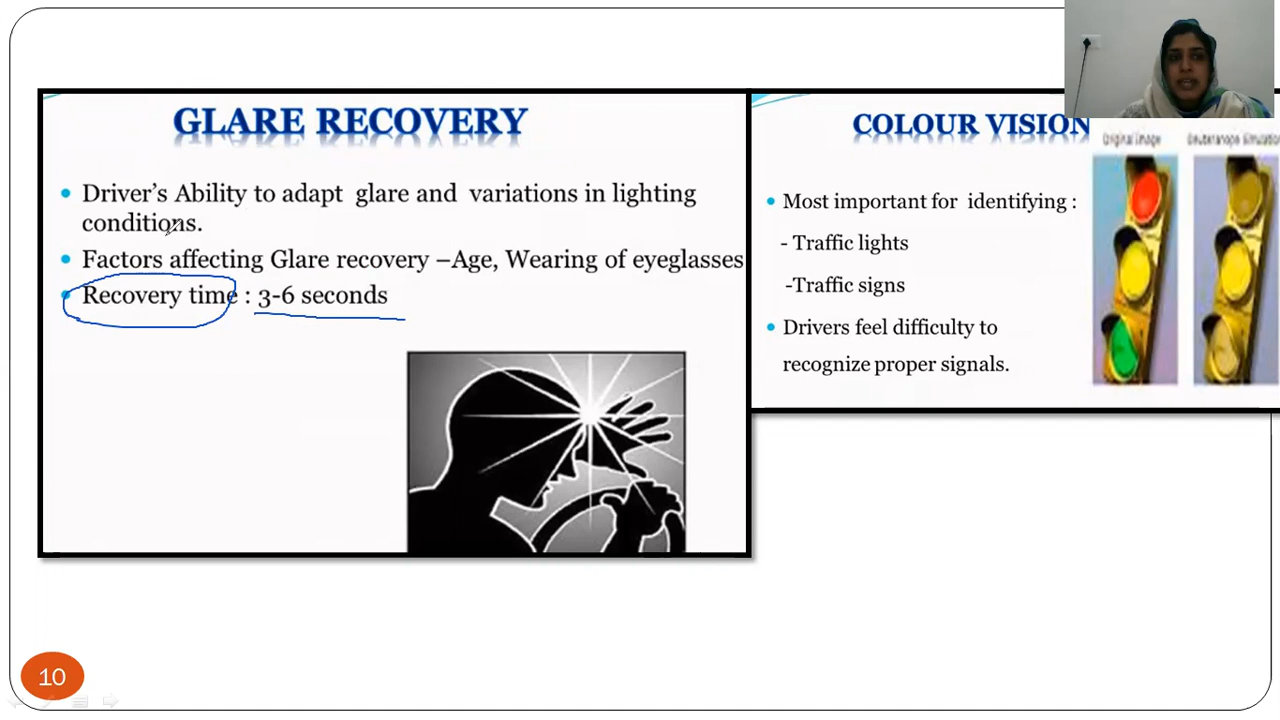 GLARE RECOVERY
• Driver's Ability to adapt glare and variations in lighting
conditions.
• Factors affecting Glare recovery –Age, Wearing of eyeglasses
• Recovery time : 3-6 seconds
COLOUR VISION
Original Image
Deuteranope Simulation
• Most important for identifying :
- Traffic lights
-Traffic signs
• Drivers feel difficulty to
recognize proper signals.
10